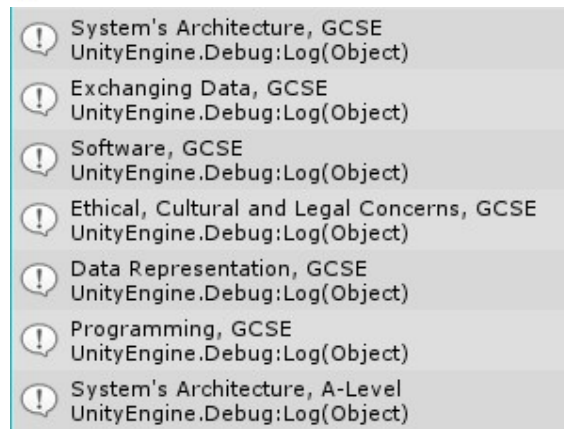 System's Architecture, GCSE
UnityEngine.Debug:Log(Object)
Exchanging Data, GCSE
UnityEngine.Debug:Log(Object)
Software, GCSE
UnityEngine.Debug:Log(Object)
Ethical, Cultural and Legal Concerns, GCSE
UnityEngine.Debug:Log(Object)
Data Representation, GCSE
UnityEngine.Debug:Log(Object)
Programming, GCSE
UnityEngine.Debug:Log(Object)
System's Architecture, A-Level
UnityEngine.Debug:Log(Object)